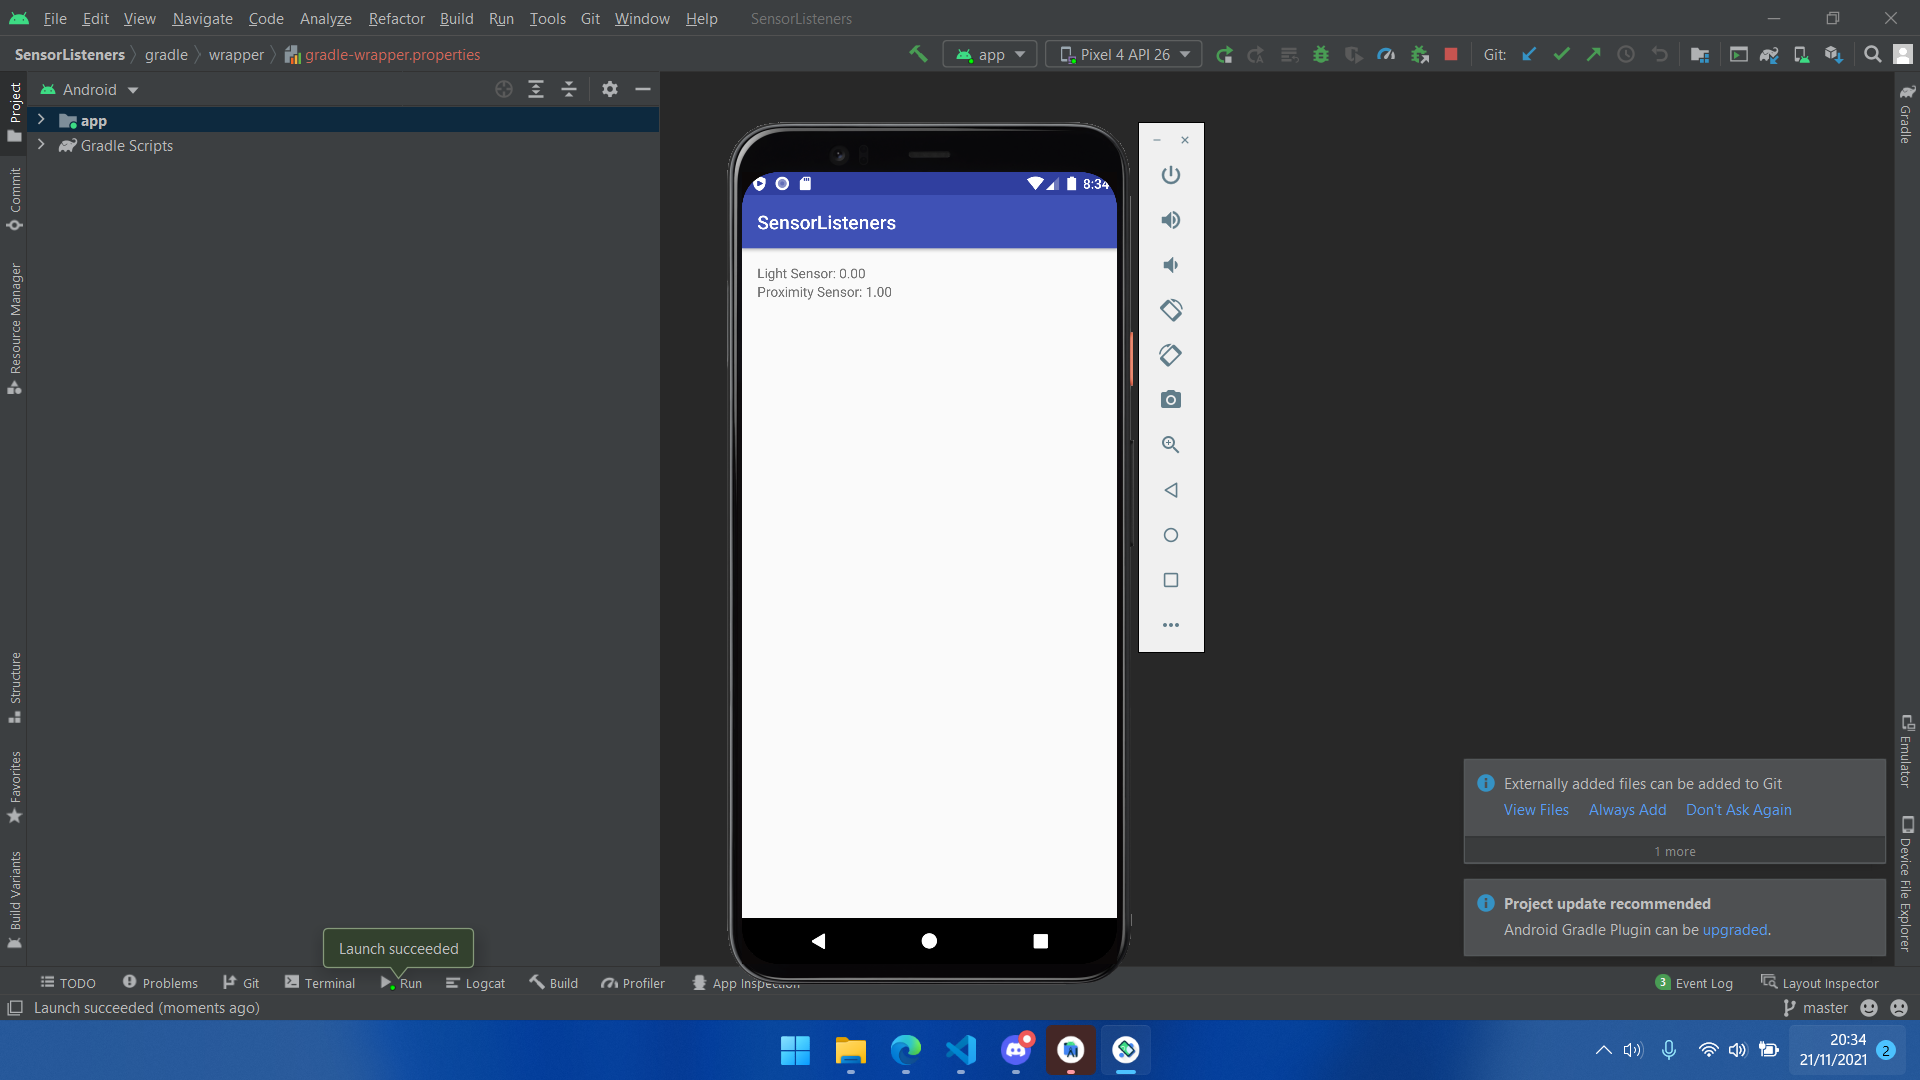 File Edit View Navigate Code Analyze Refactor Build Run Tools Git Window Help SensorListeners
SensorListeners gradle wrapper gradle-wrapper.properties app Pixel 4 API 26 Git:
Project
Android
app
Gradle Scripts
Commit
Resource Manager
Structure
Favorites
Build Variants
8:34
SensorListeners
Light Sensor: 0.00
Proximity Sensor: 1.00
Gradle
Emulator
Device File Explorer
Externally added files can be added to Git
View Files Always Add Don't Ask Again
1 more
Project update recommended
Android Gradle Plugin can be upgraded.
Launch succeeded
TODO Problems Git Terminal Run Logcat Build Profiler App Inspection 3 Event Log Layout Inspector
Launch succeeded (moments ago) master
20:34
21/11/2021 2